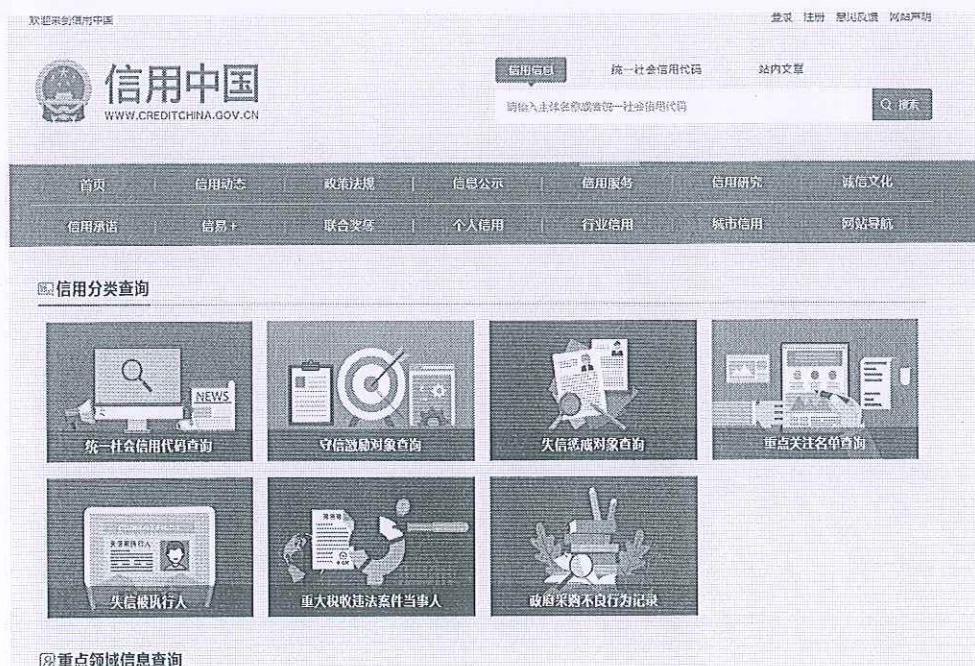 欢迎来到信用中国
登录 注册 意见反馈 网站声明
信用信息 统一社会信用代码 站内文章
信用中国
WWW.CREDITCHINA.GOV.CN
请输入主体名称或者统一社会信用代码 搜索
首页 信用动态 政策法规 信息公示 信用服务 信用研究 诚信文化
信用承诺 信易+ 联合奖惩 个人信用 行业信用 城市信用 网站导航
信用分类查询
NEWS
统一社会信用代码查询 守信激励对象查询 失信惩戒对象查询 重点关注名单查询
失信被执行人
失信被执行人 重大税收违法案件当事人 政府采购不良行为记录
重点领域信息查询